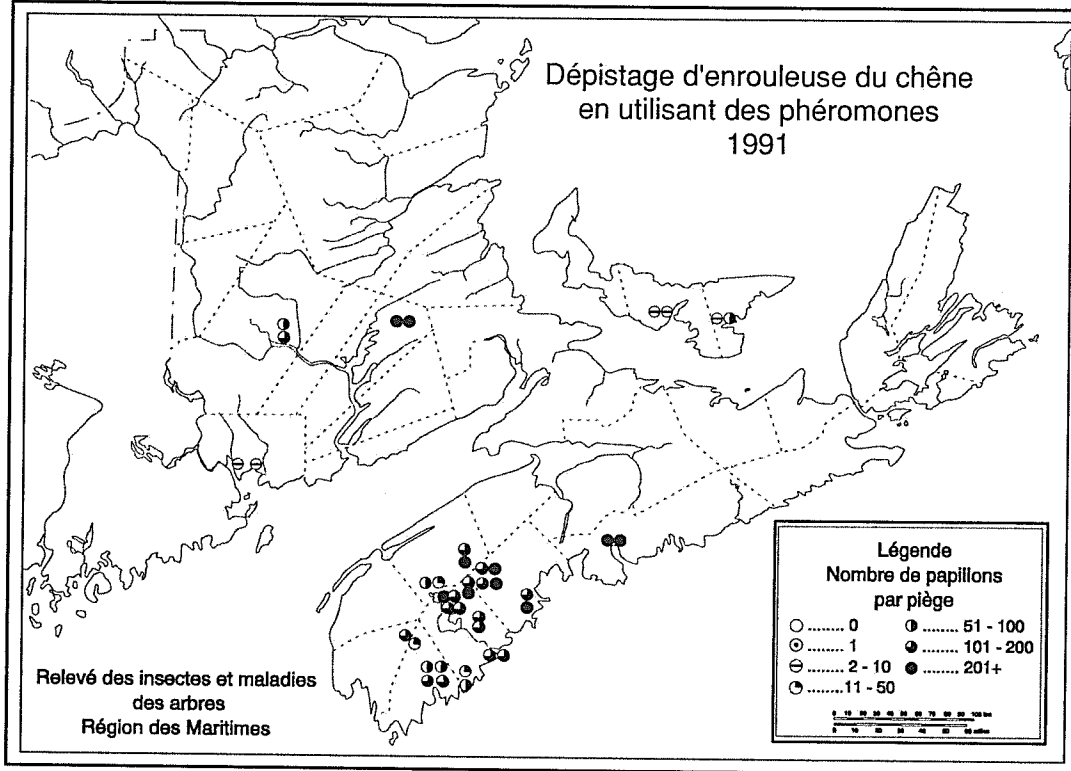 Dépistage d'enrouleuse du chêne
en utilisant des phéromones
1991
Légende
Nombre de papillons
par piège
........ 0
........ 1
........ 2 - 10
........ 11 - 50
........ 51 - 100
........ 101 - 200
........ 201+
Relevé des insectes et maladies
des arbres
Région des Maritimes